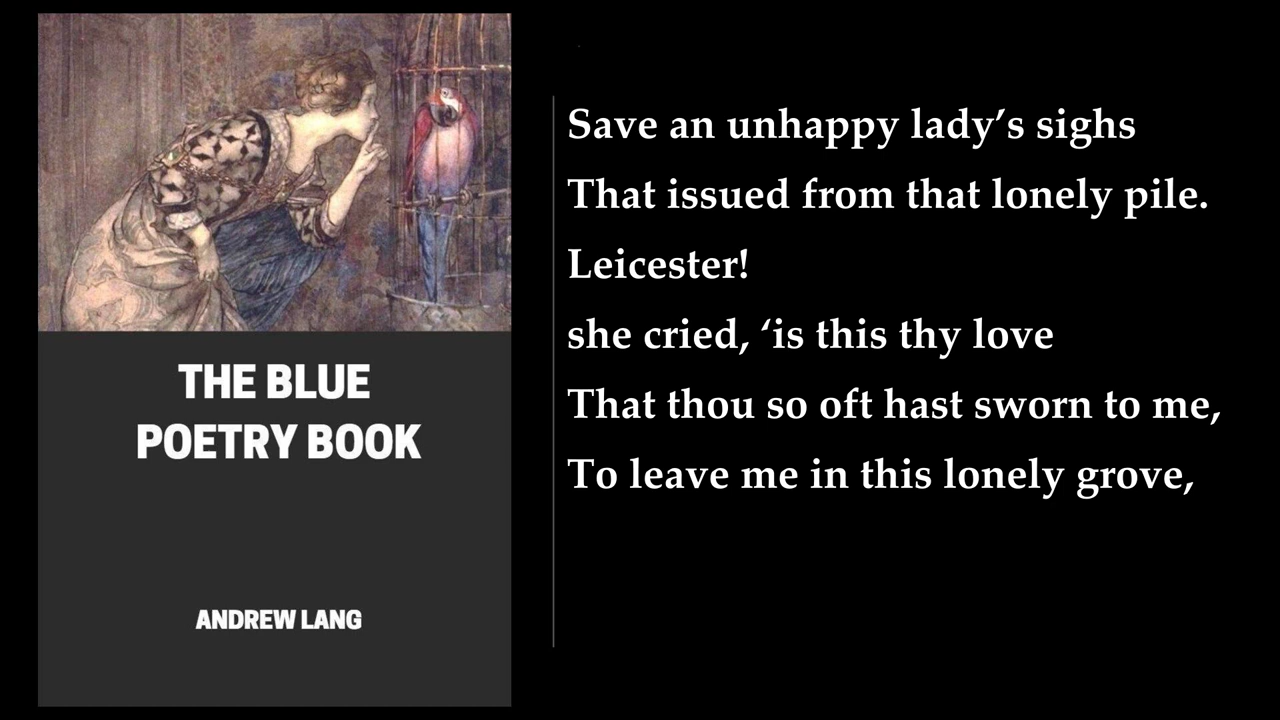 THE BLUE
POETRY BOOK
ANDREW LANG
Save an unhappy lady’s sighs
That issued from that lonely pile.
Leicester!
she cried, ‘is this thy love
That thou so oft hast sworn to me,
To leave me in this lonely grove,